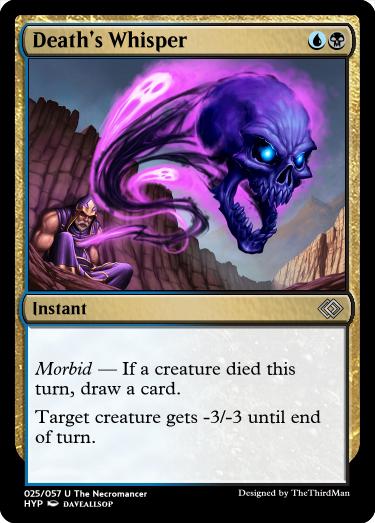 Death's Whisper
Instant
Morbid — If a creature died this
turn, draw a card.
Target creature gets -3/-3 until end
of turn.
025/057 U The Necromancer
Designed by TheThirdMan
HYP DAVEALLSOP